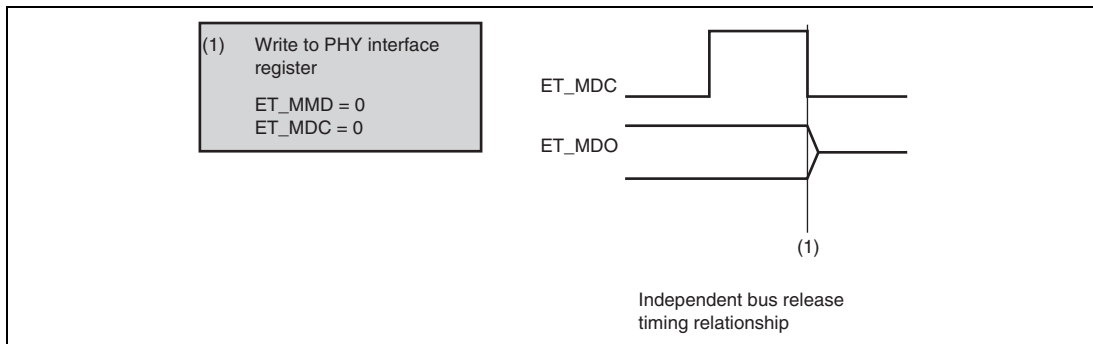 (1) Write to PHY interface
register
ET_MMD = 0
ET_MDC = 0
ET_MDC
ET_MDO
(1)
Independent bus release
timing relationship